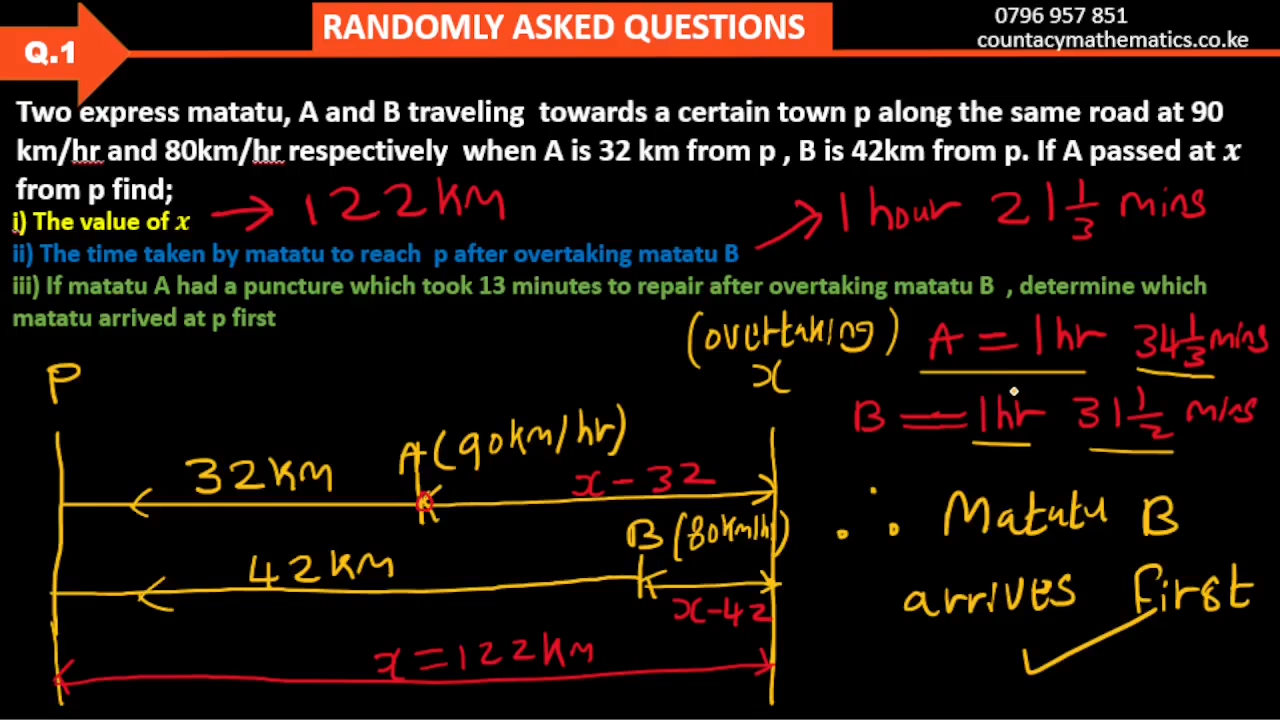 RANDOMLY ASKED QUESTIONS
0796 957 851
countacymathematics.co.ke
Q.1
Two express matatu, A and B traveling towards a certain town p along the same road at 90
km/hr and 80km/hr respectively when A is 32 km from p , B is 42km from p. If A passed at x
from p find;
i) The value of x
→ 122KM
ii) The time taken by matatu to reach p after overtaking matatu B
→ 1 hour 21 1/3 mins
iii) If matatu A had a puncture which took 13 minutes to repair after overtaking matatu B , determine which
matatu arrived at p first
(overtaking)
x
A = 1hr 34 1/3 mins
B = 1hr 31 1/2 mins
∴ Matatu B
arrives first
P
32KM
A (90KM/hr)
x - 32
42KM
B (80KM/h)
x-42
x = 122KM